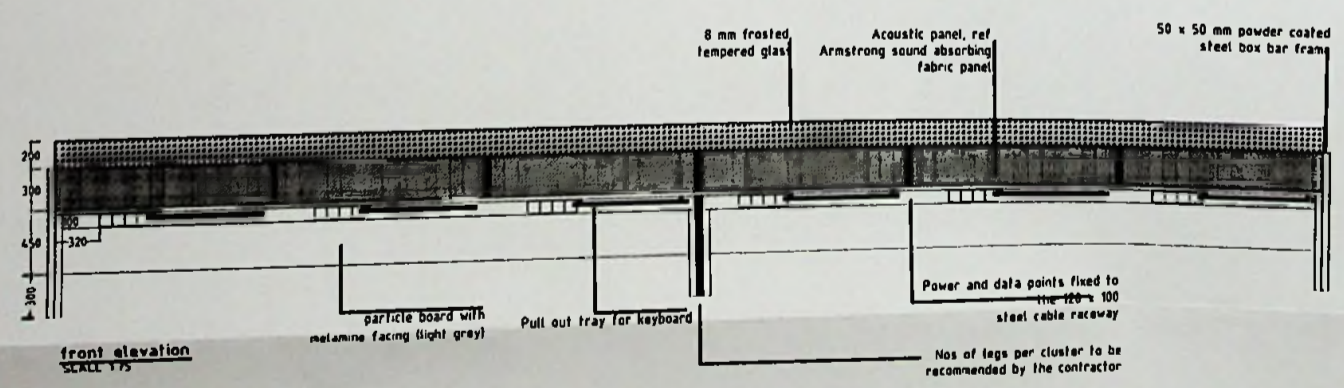 8 mm frosted
tempered glass
Acoustic panel, ref
Armstrong sound absorbing
fabric panel
50 x 50 mm powder coated
steel box bar frame
200
300
450
300
320
particle board with
melamine facing (light grey)
Pull out tray for keyboard
Power and data points fixed to
the 120 x 100
steel cable raceway
Nos of legs per cluster to be
recommended by the contractor
front elevation